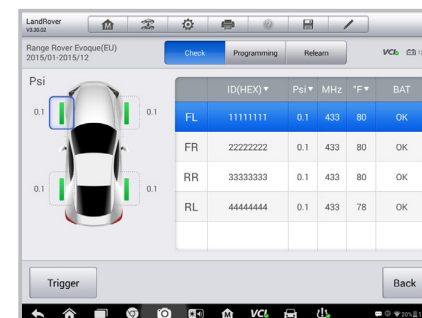 LandRover
V3.30.02
Range Rover Evoque(EU)
2015/01-2015/12
Check Programming Relearn VCI
Psi
0.1 0.1
0.1 0.1
ID(HEX)▼ Psi▼ MHz °F▼ BAT
FL 11111111 0.1 433 80 OK
FR 22222222 0.1 433 80 OK
RR 33333333 0.1 433 80 OK
RL 44444444 0.1 433 78 OK
Trigger Back
M VCI 20%